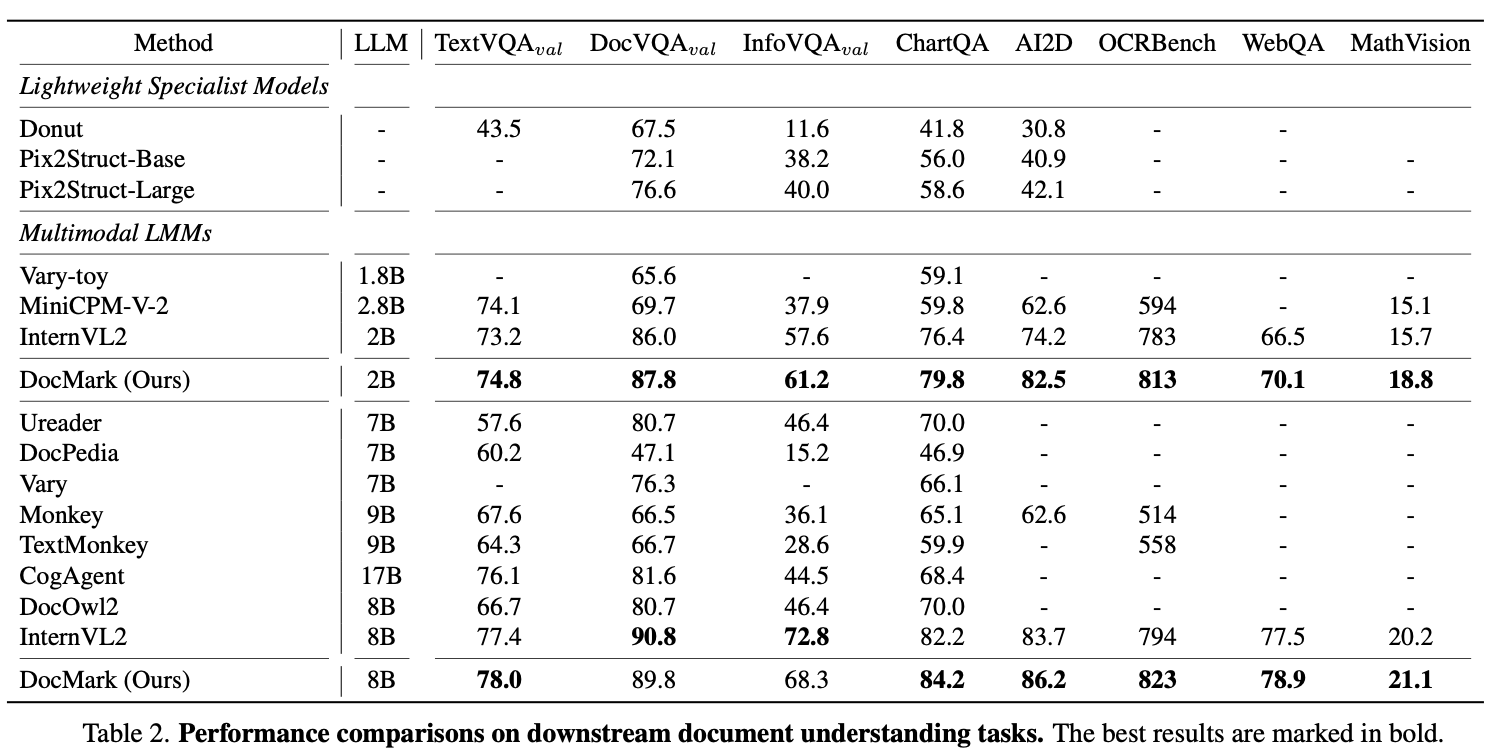 Method LLM TextVQA_val DocVQA_val InfoVQA_val ChartQA AI2D OCRBench WebQA MathVision
Lightweight Specialist Models
Donut - 43.5 67.5 11.6 41.8 30.8 - -
Pix2Struct-Base - - 72.1 38.2 56.0 40.9 - - -
Pix2Struct-Large - - 76.6 40.0 58.6 42.1 - - -
Multimodal LMMs
Vary-toy 1.8B - 65.6 - 59.1 - - - -
MiniCPM-V-2 2.8B 74.1 69.7 37.9 59.8 62.6 594 - 15.1
InternVL2 2B 73.2 86.0 57.6 76.4 74.2 783 66.5 15.7
DocMark (Ours) 2B 74.8 87.8 61.2 79.8 82.5 813 70.1 18.8
Ureader 7B 57.6 80.7 46.4 70.0 - - - -
DocPedia 7B 60.2 47.1 15.2 46.9 - - - -
Vary 7B - 76.3 - 66.1 - - - -
Monkey 9B 67.6 66.5 36.1 65.1 62.6 514 - -
TextMonkey 9B 64.3 66.7 28.6 59.9 - 558 - -
CogAgent 17B 76.1 81.6 44.5 68.4 - - - -
DocOwl2 8B 66.7 80.7 46.4 70.0 - - - -
InternVL2 8B 77.4 90.8 72.8 82.2 83.7 794 77.5 20.2
DocMark (Ours) 8B 78.0 89.8 68.3 84.2 86.2 823 78.9 21.1
Table 2. Performance comparisons on downstream document understanding tasks. The best results are marked in bold.